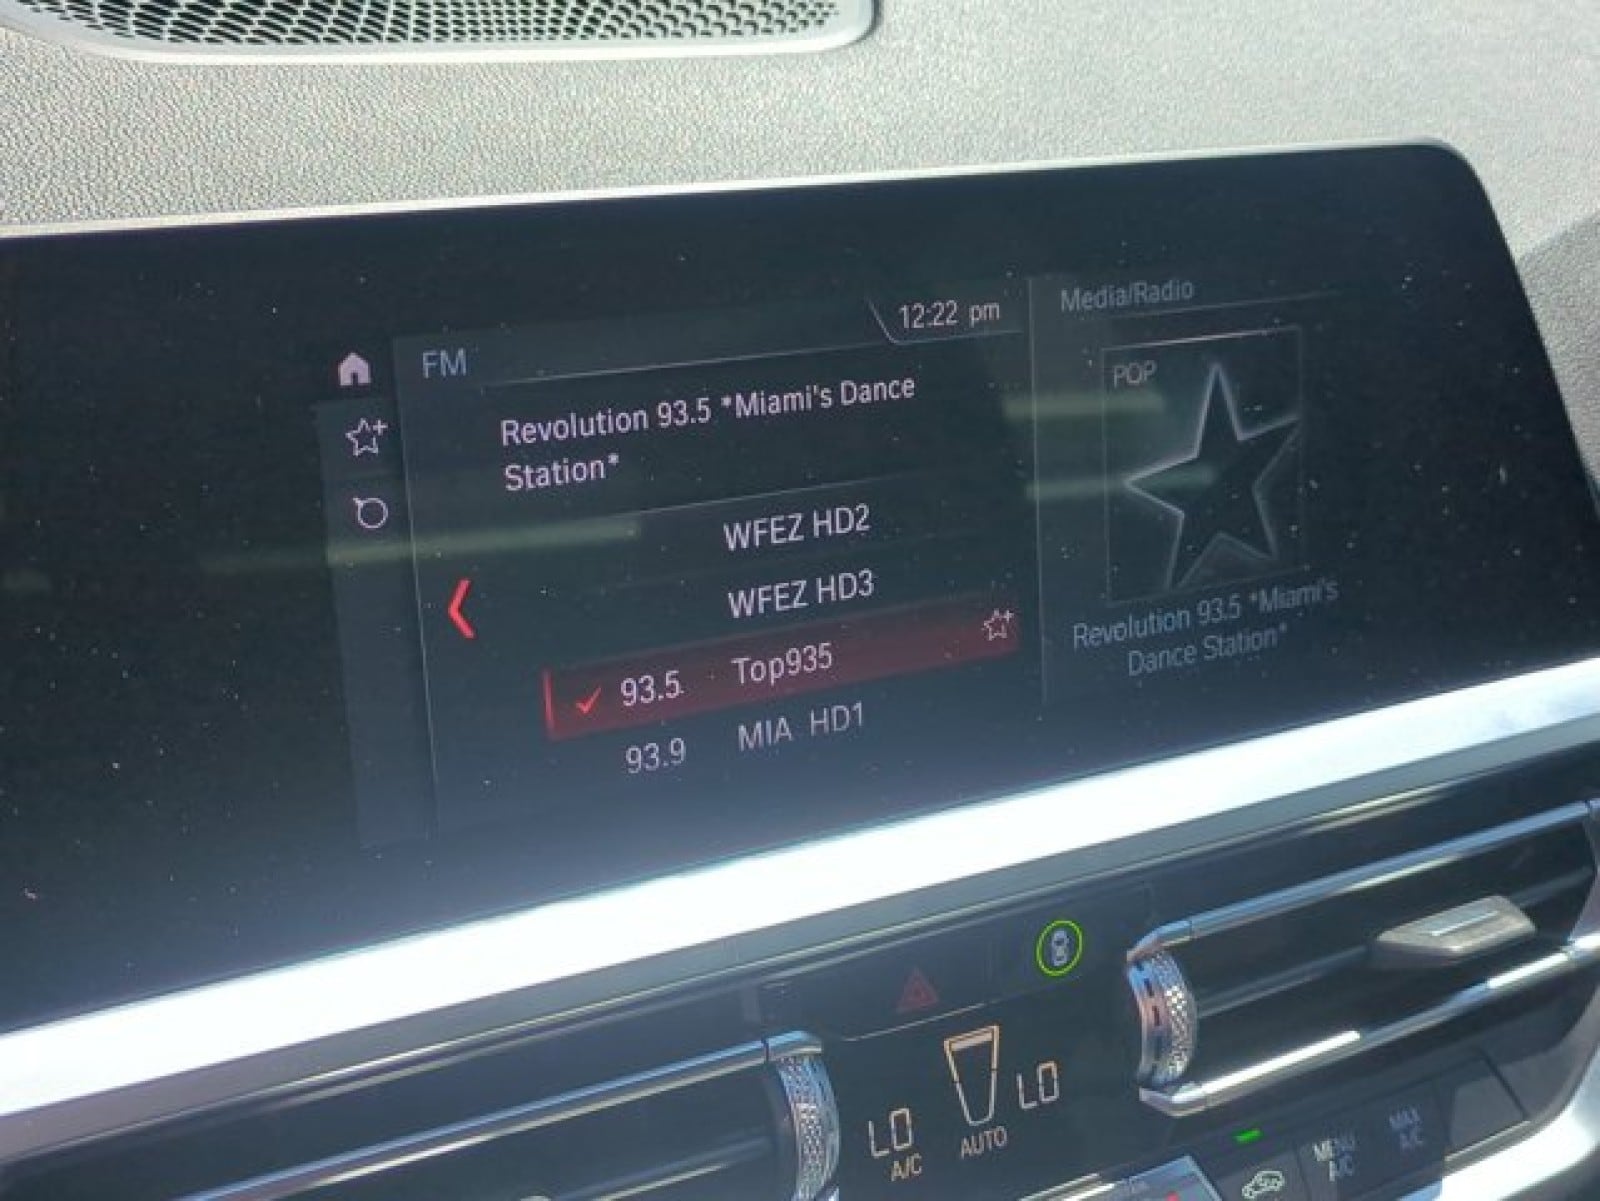 12:22 pm
FM
Revolution 93.5 *Miami's Dance
Station*
WFEZ HD2
WFEZ HD3
93.5 Top935
93.9 MIA HD1
Media/Radio
POP
Revolution 93.5 *Miami's
Dance Station*
LO
A/C
AUTO
LO
MENU
A/C
MAX
A/C